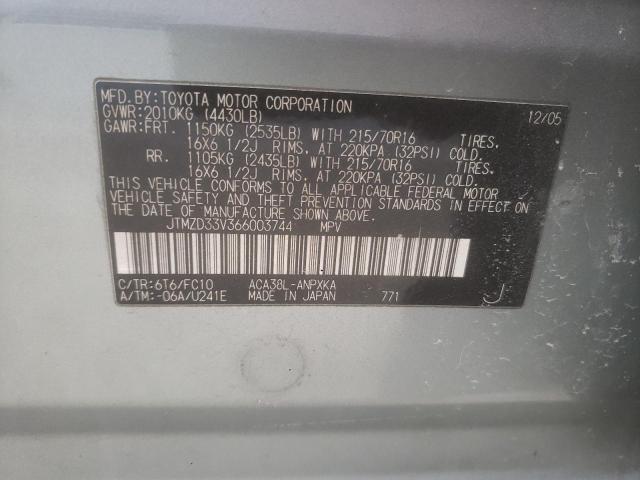 MFD.BY:TOYOTA MOTOR CORPORATION 12/05
GVWR:2010KG (4430LB)
GAWR:FRT. 1150KG (2535LB) WITH 215/70R16 TIRES.
16X6 1/2J RIMS. AT 220KPA (32PSI) COLD.
RR. 1105KG (2435LB) WITH 215/70R16 TIRES.
16X6 1/2J RIMS. AT 220KPA (32PSI) COLD.
THIS VEHICLE CONFORMS TO ALL APPLICABLE FEDERAL MOTOR
VEHICLE SAFETY AND THEFT PREVENTION STANDARDS IN EFFECT ON
THE DATE OF MANUFACTURE SHOWN ABOVE.
JTMZD33V366003744 MPV
C/TR:6T6/FC10 ACA38L-ANPXKA
A/TM:-06A/U241E MADE IN JAPAN 771 J